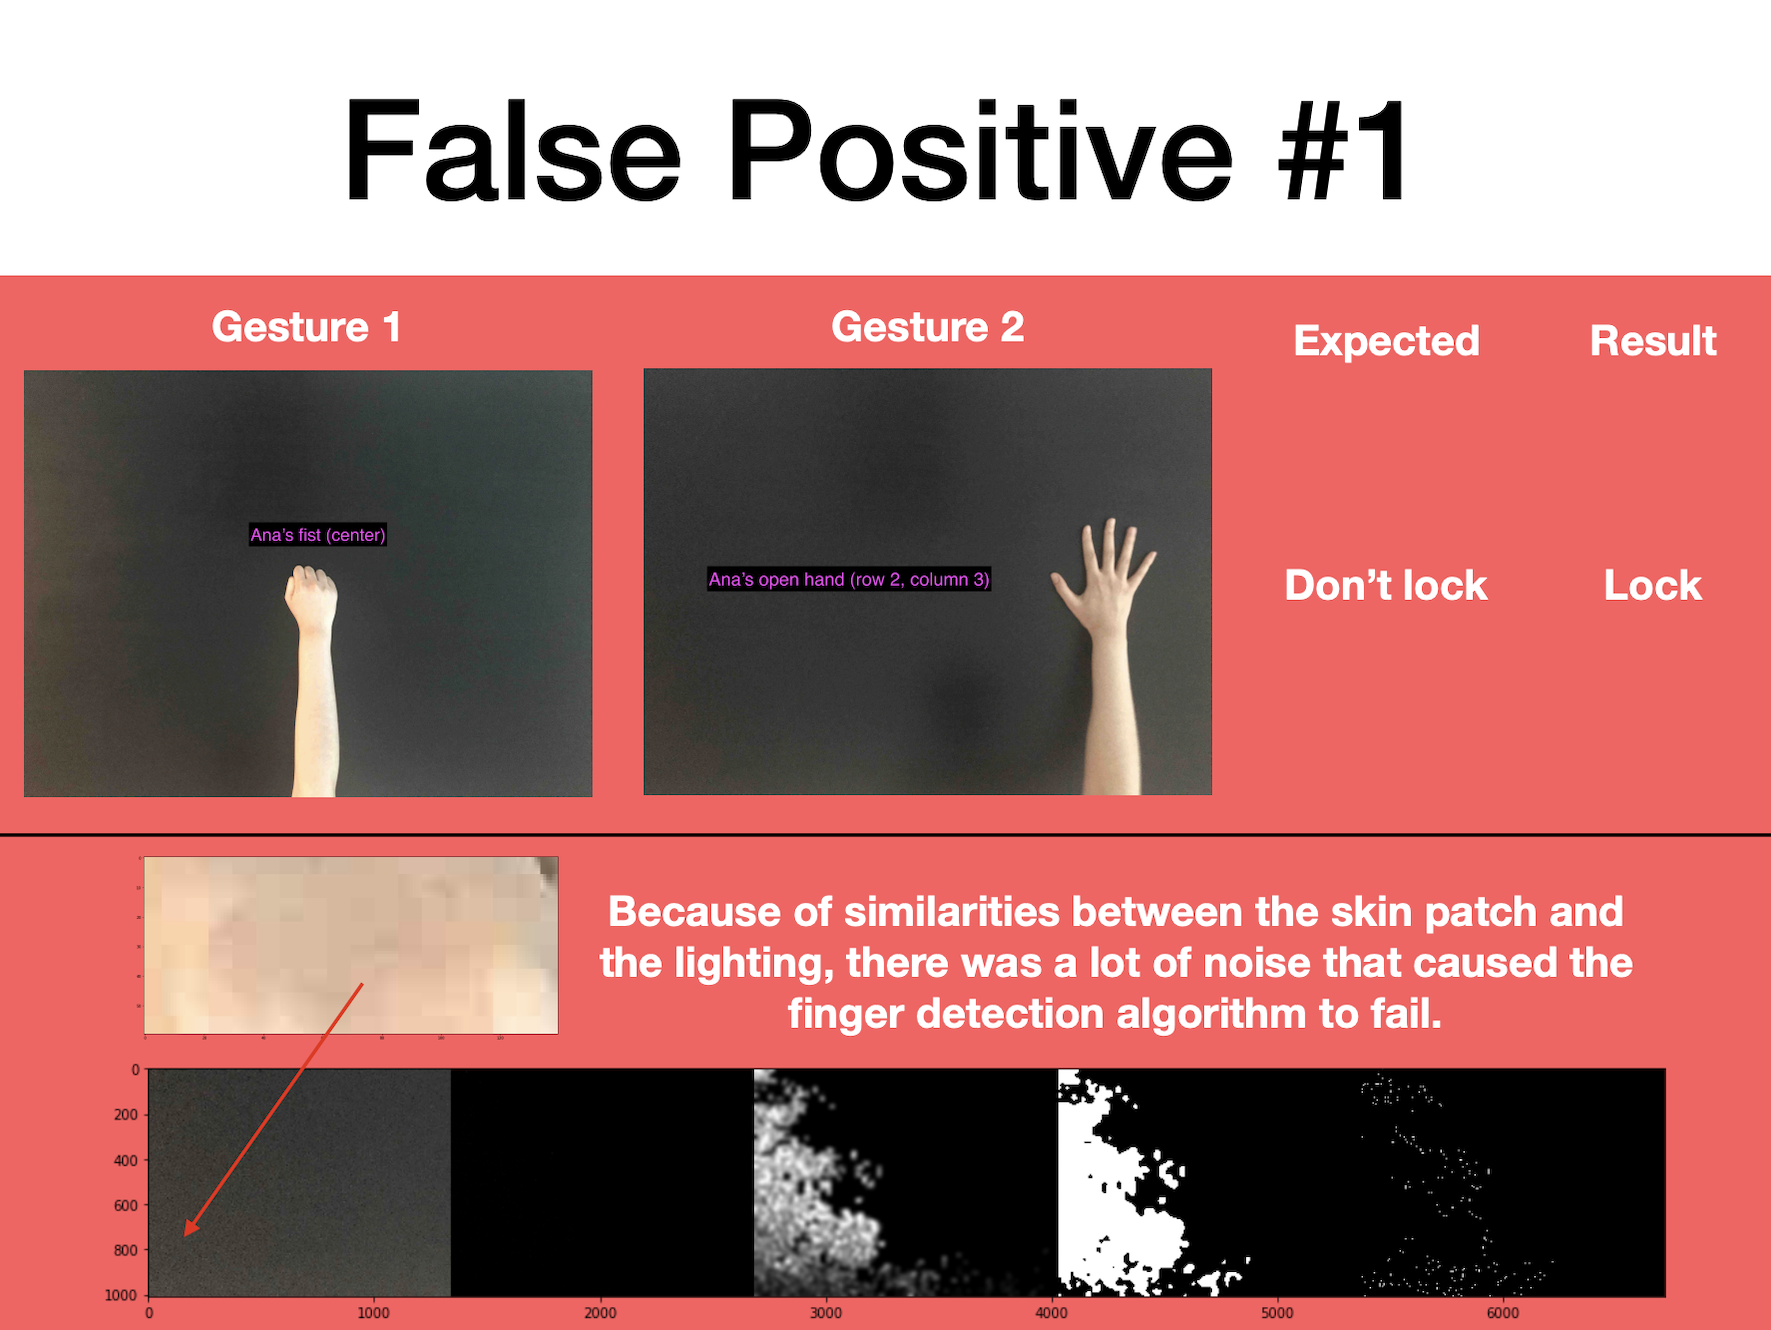 False Positive #1
Gesture 1
Gesture 2
Expected
Result
Ana's fist (center)
Ana's open hand (row 2, column 3)
Don't lock
Lock
Because of similarities between the skin patch and
the lighting, there was a lot of noise that caused the
finger detection algorithm to fail.
0
200
400
600
800
1000
0
1000
2000
3000
4000
5000
6000